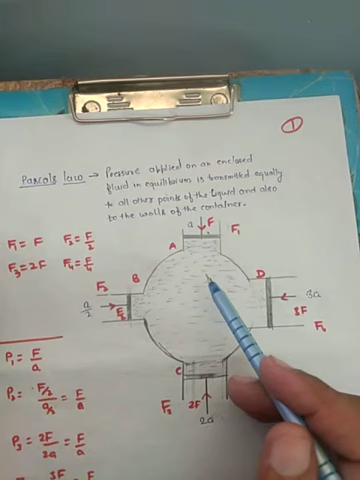 1
Pascals law → Pressure applied on an enclosed
fluid in equilibrium is transmitted equally
to all other points of the liquid and also
to the walls of the container.
F₁ = F F₂ = F/2
F₃ = 2F F₄ = F/4
a F F₁
A
B
D
F₂
a/2
3a
3F
F₄
C
F₃ 2F
2a
P₁ = F/a
P₂ = F/2 / a/2 = F/a
P₃ = 2F/2a = F/a
3F F